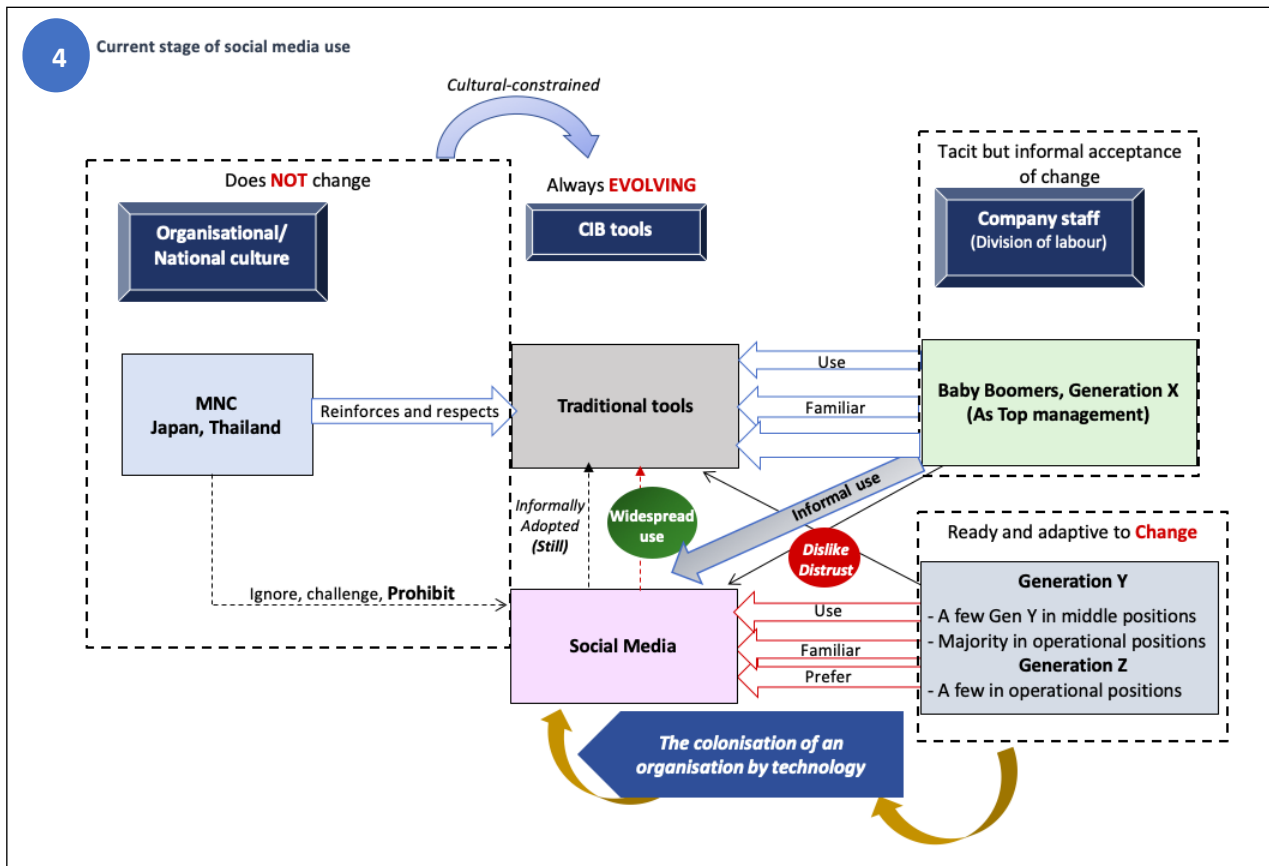 4
Current stage of social media use
Cultural-constrained
Does NOT change
Organisational/
National culture
Always EVOLVING
CIB tools
Tacit but informal acceptance
of change
Company staff
(Division of labour)
MNC
Japan, Thailand
Reinforces and respects
Traditional tools
Use
Familiar
Baby Boomers, Generation X
(As Top management)
Informally
Adopted
(Still)
Widespread
use
Informal use
Dislike
Distrust
Ignore, challenge, Prohibit
Social Media
Use
Familiar
Prefer
Ready and adaptive to Change
Generation Y
- A few Gen Y in middle positions
- Majority in operational positions
Generation Z
- A few in operational positions
The colonisation of an
organisation by technology